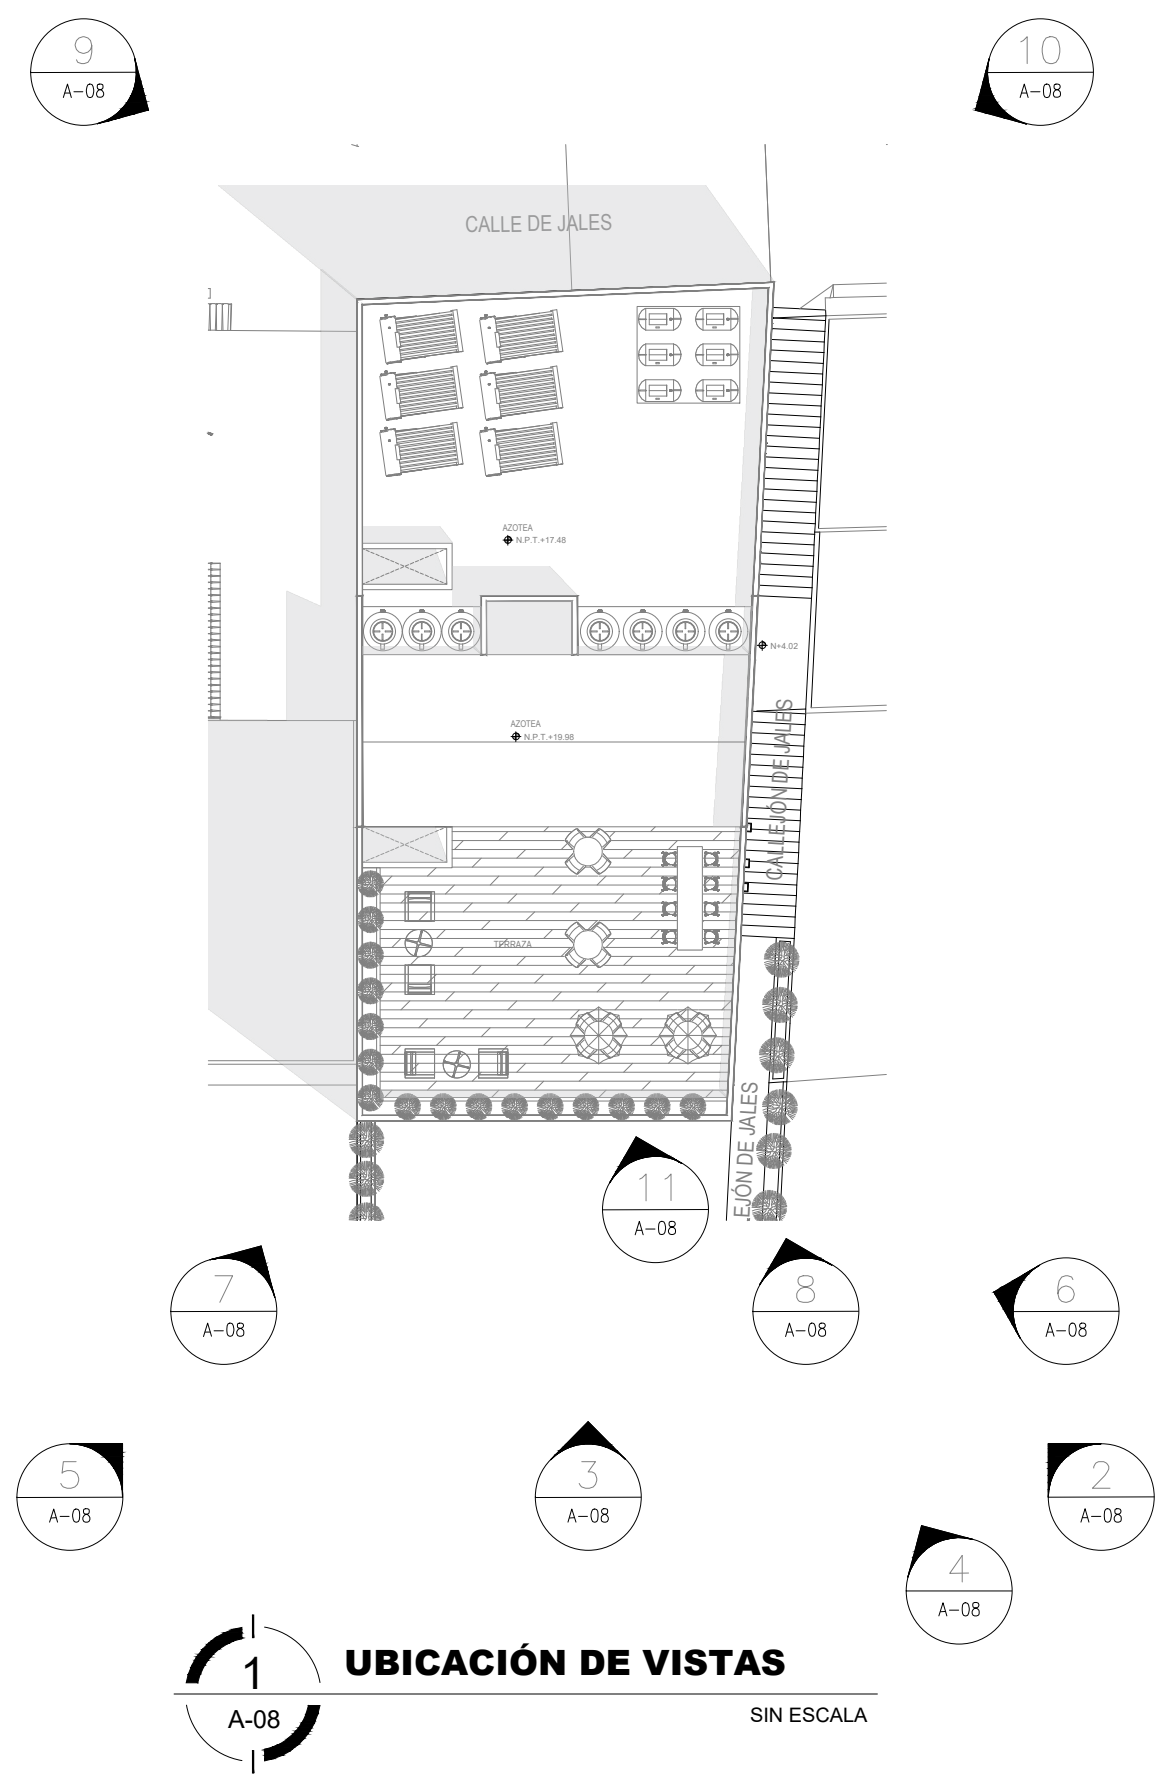 9
A-08
10
A-08
CALLE DE JALES
AZOTEA
N.P.T.+17.48
N+4.02
AZOTEA
N.P.T.+19.98
CALLEJÓN DE JALES
TERRAZA
.EJÓN DE JALES
11
A-08
7
A-08
8
A-08
6
A-08
5
A-08
3
A-08
2
A-08
4
A-08
1
A-08
UBICACIÓN DE VISTAS
SIN ESCALA